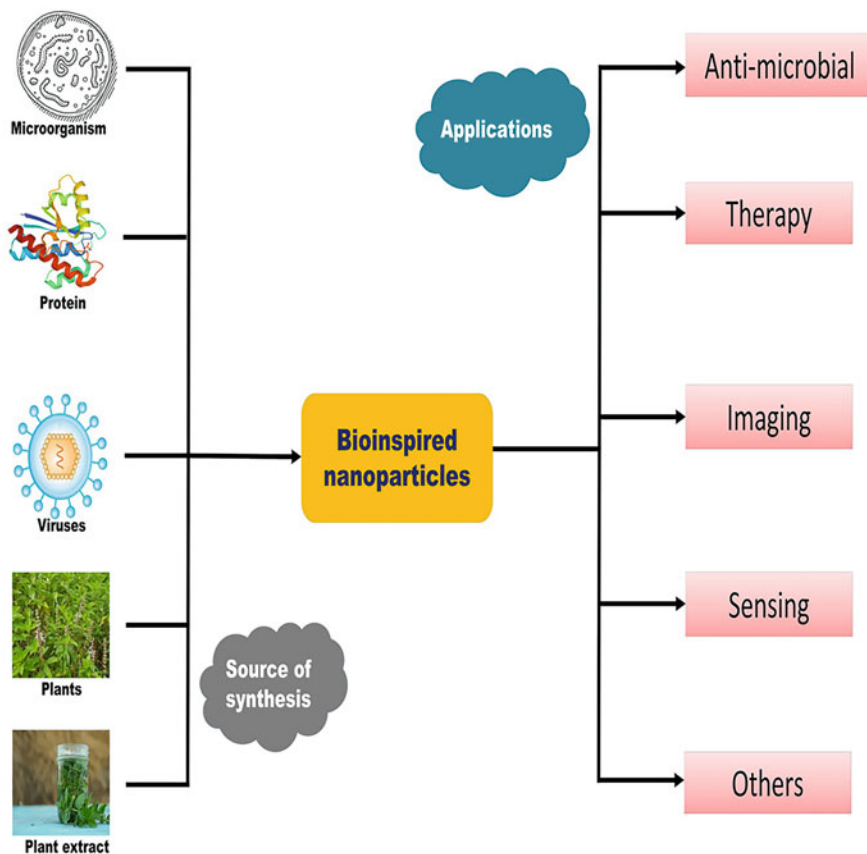 Microorganism
Protein
Viruses
Plants
Plant extract
Source of
synthesis
Bioinspired
nanoparticles
Applications
Anti-microbial
Therapy
Imaging
Sensing
Others